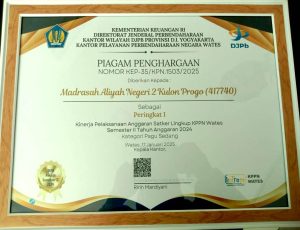 KEMENTERIAN KEUANGAN RI
DIREKTORAT JENDERAL PERBENDAHARAAN
KANTOR WILAYAH DJPB PROVINSI D.I. YOGYAKARTA
KANTOR PELAYANAN PERBENDAHARAAN NEGARA WATES
DJPb
PIAGAM PENGHARGAAN
NOMOR KEP-35/KPN.1503/2025
Diberikan Kepada :
Madrasah Aliyah Negeri 2 Kulon Progo (417740)
Sebagai
Peringkat 1
Kinerja Pelaksanaan Anggaran Satker Lingkup KPPN Wates
Semester II Tahun Anggaran 2024
Kategori Pagu Sedang
Wates, 17 Januari 2025
Kepala Kantor,
Ririn Mardiyani
KPPN
WATES